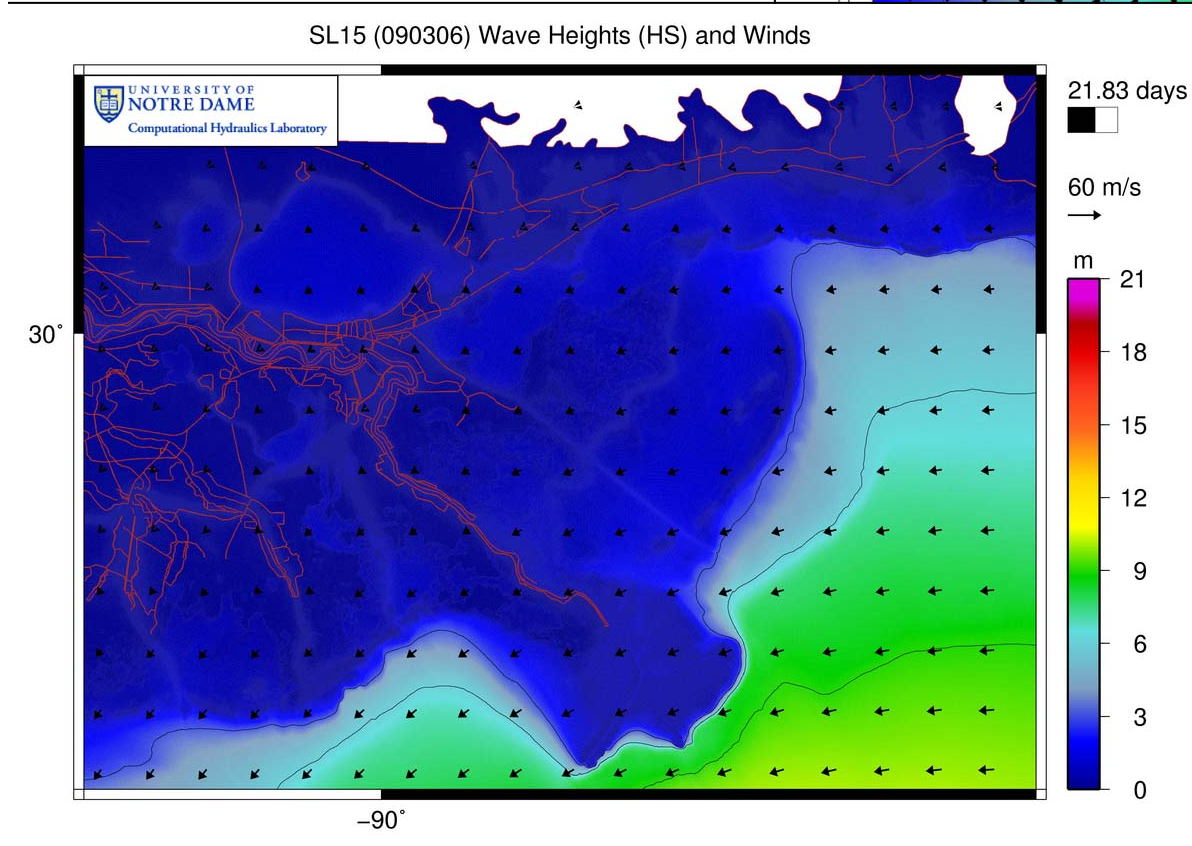 SL15 (090306) Wave Heights (HS) and Winds
UNIVERSITY OF
NOTRE DAME
Computational Hydraulics Laboratory
21.83 days
60 m/s
m
21
18
15
12
9
6
3
0
30°
−90°